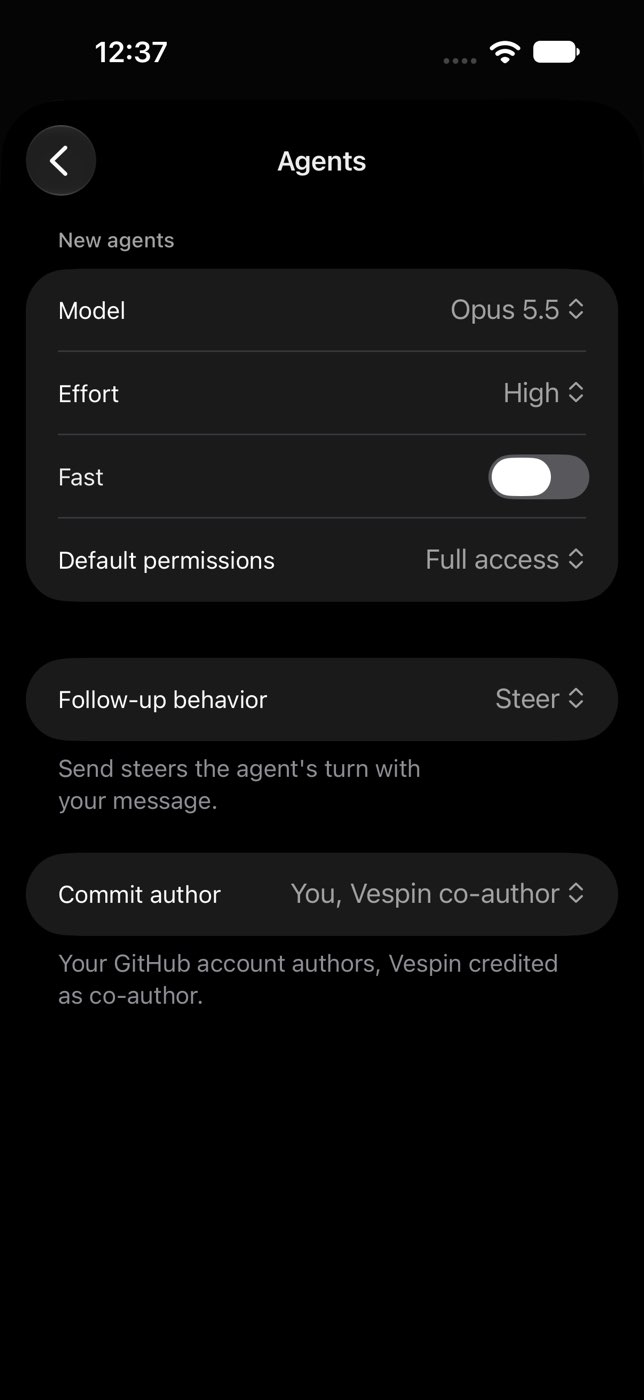 12:37
Agents
New agents
Model
Opus 5.5
Effort
High
Fast
Default permissions
Full access
Follow-up behavior
Steer
Send steers the agent's turn with
your message.
Commit author
You, Vespin co-author
Your GitHub account authors, Vespin credited
as co-author.